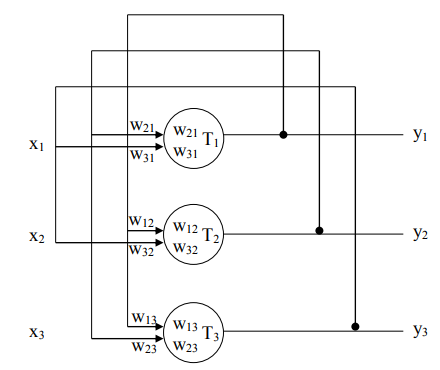 w₂₁ w₂₁ T₁ y₁
x₁ w₃₁ w₃₁
w₁₂ w₁₂ T₂ y₂
x₂ w₃₂ w₃₂
w₁₃ w₁₃ T₃ y₃
x₃ w₂₃ w₂₃